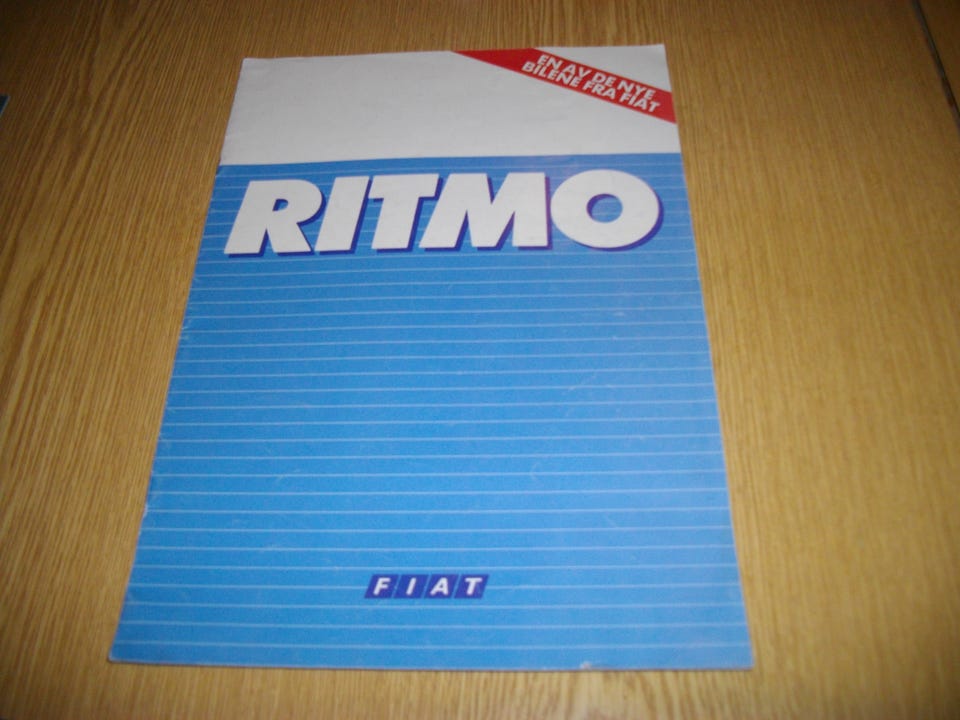 EN AV DE NYE
BILENE FRA FIAT
RITMO
FIAT